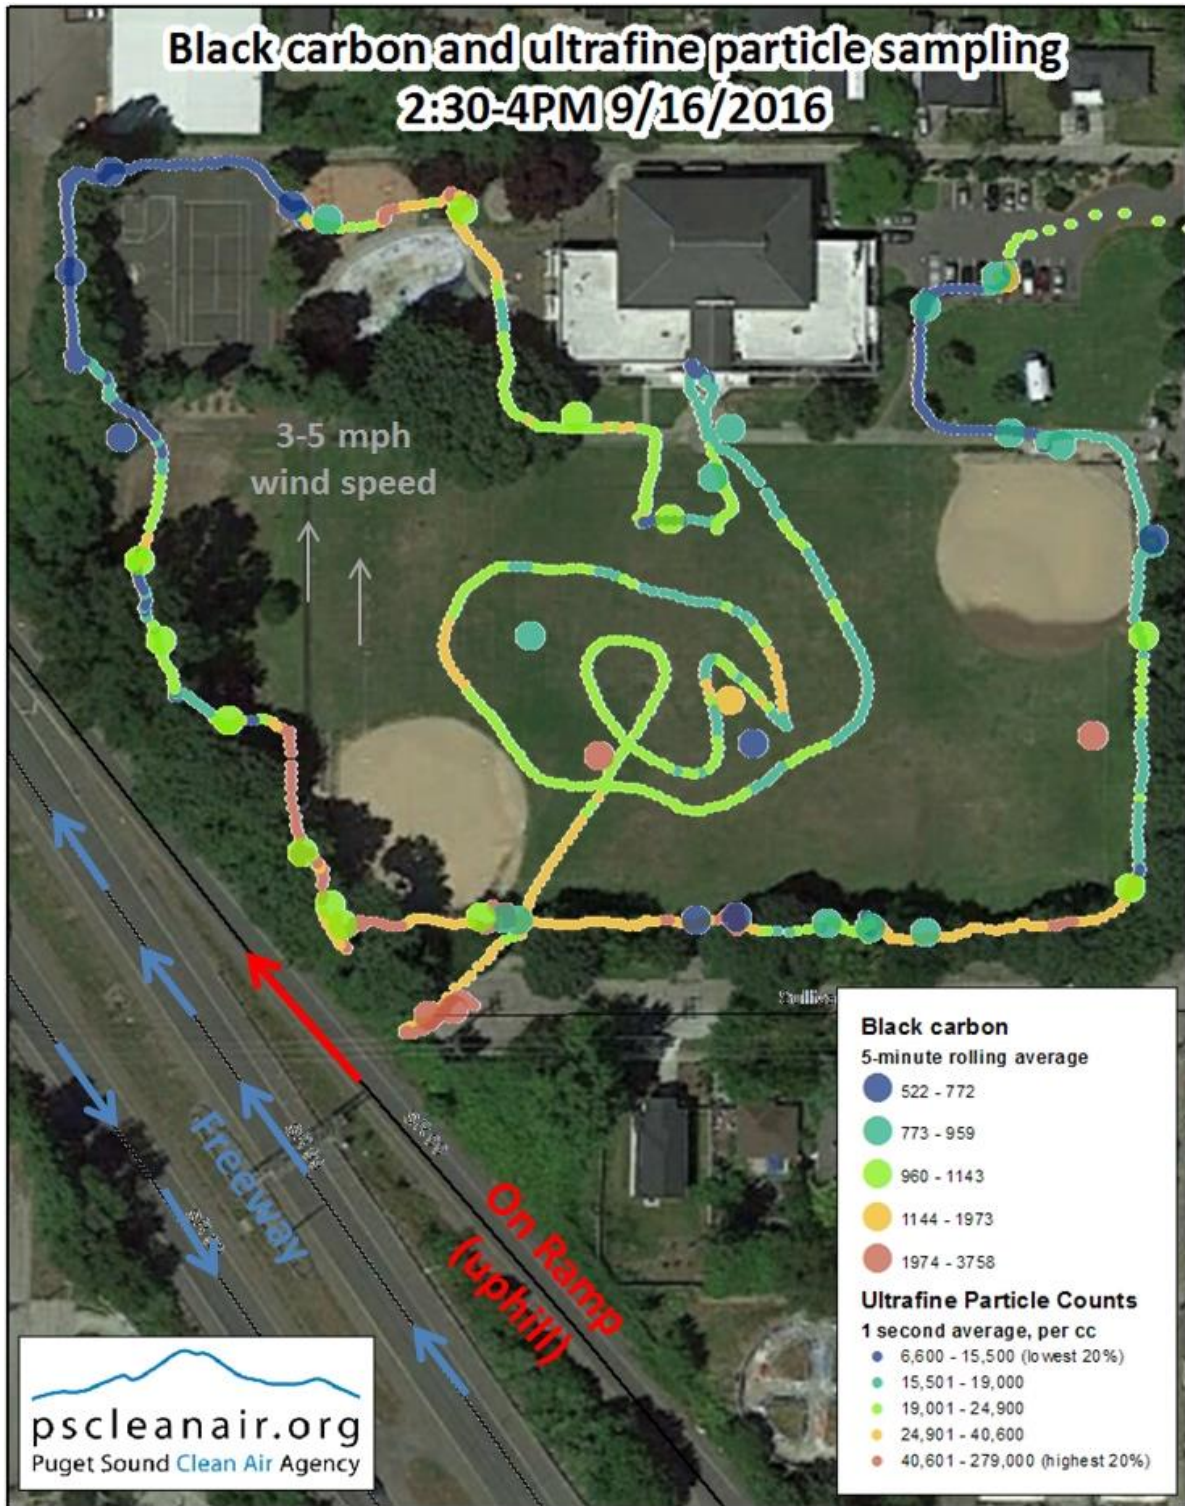 Black carbon and ultrafine particle sampling
2:30-4PM 9/16/2016
3-5 mph
wind speed
Freeway
On Ramp
(uphill)
Black carbon
5-minute rolling average
522 - 772
773 - 959
960 - 1143
1144 - 1973
1974 - 3758
Ultrafine Particle Counts
1 second average, per cc
6,600 - 15,500 (lowest 20%)
15,501 - 19,000
19,001 - 24,900
24,901 - 40,600
40,601 - 279,000 (highest 20%)
pscleanair.org
Puget Sound Clean Air Agency